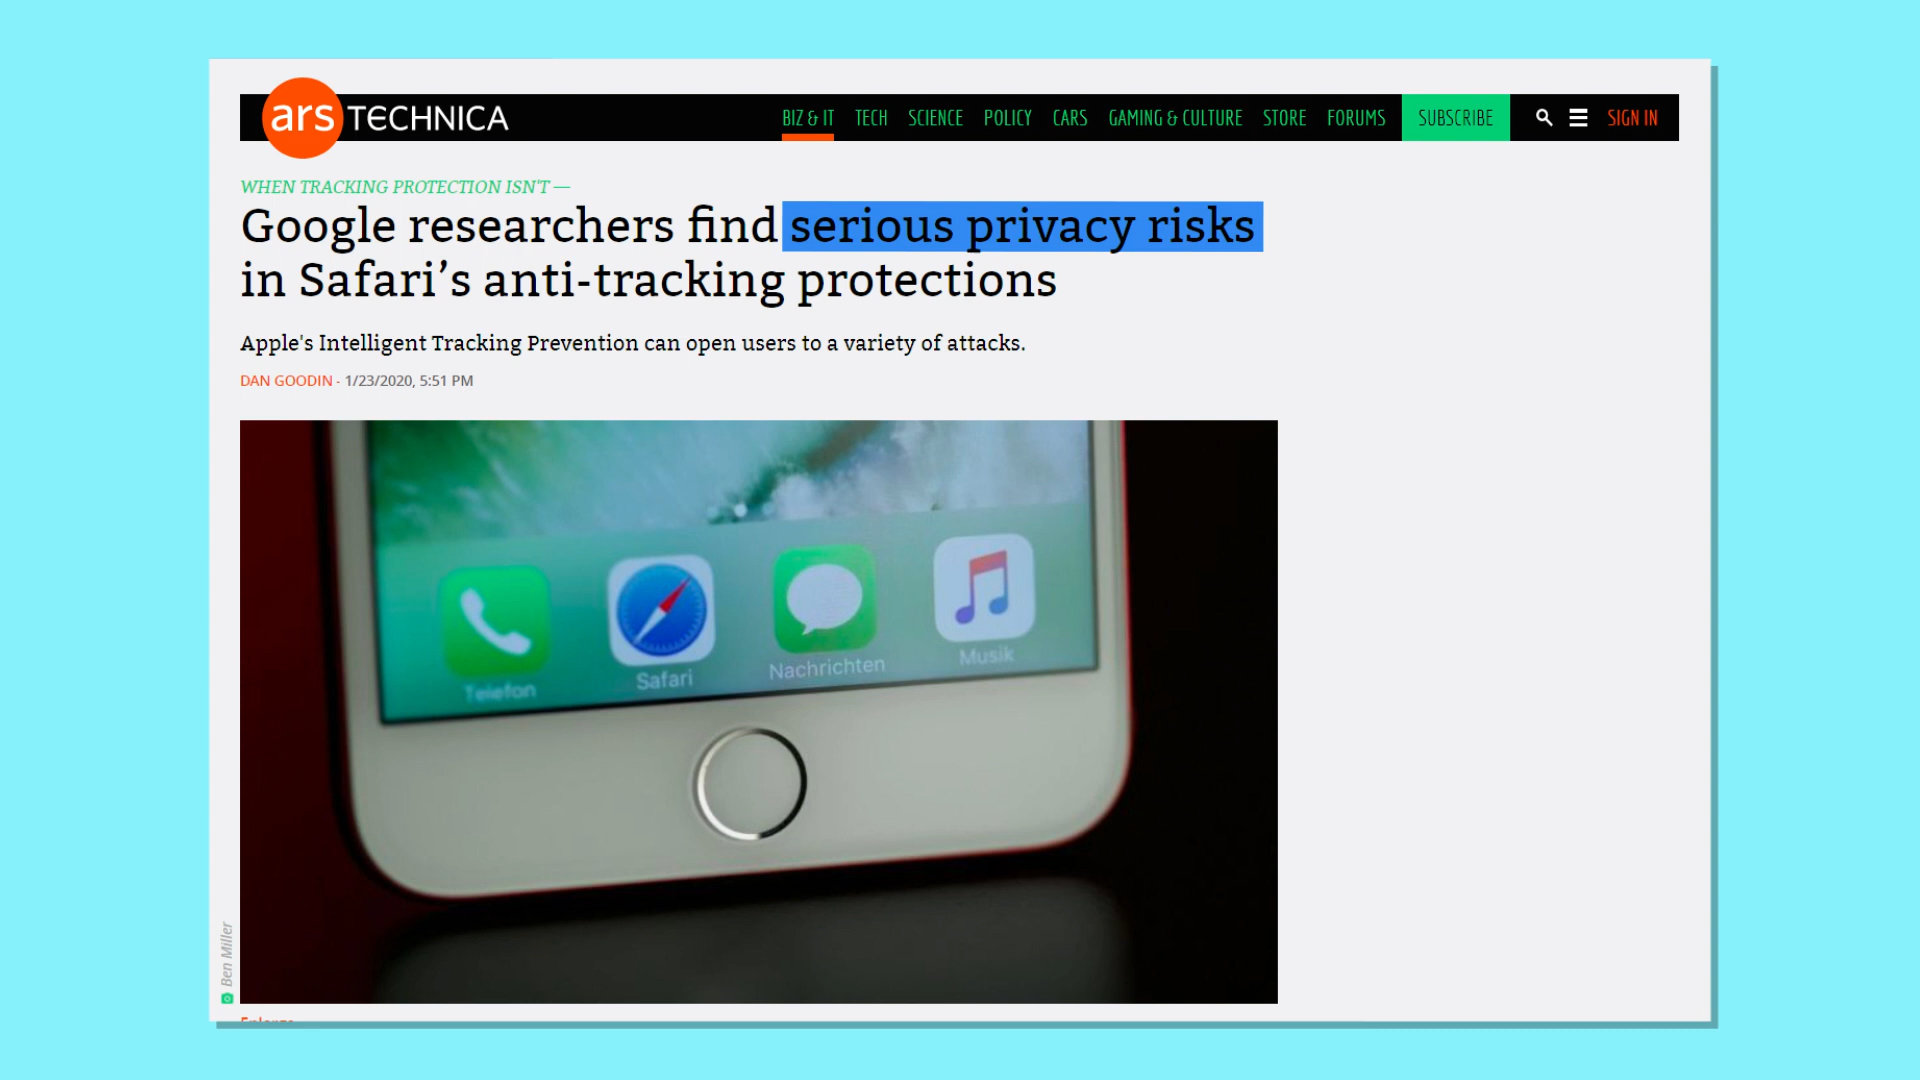 ars TECHNICA
BIZ & IT TECH SCIENCE POLICY CARS GAMING & CULTURE STORE FORUMS SUBSCRIBE SIGN IN
WHEN TRACKING PROTECTION ISN'T —
Google researchers find serious privacy risks
in Safari’s anti-tracking protections
Apple's Intelligent Tracking Prevention can open users to a variety of attacks.
DAN GOODIN - 1/23/2020, 5:51 PM
Telefon Safari Nachrichten Musik
Ben Miller